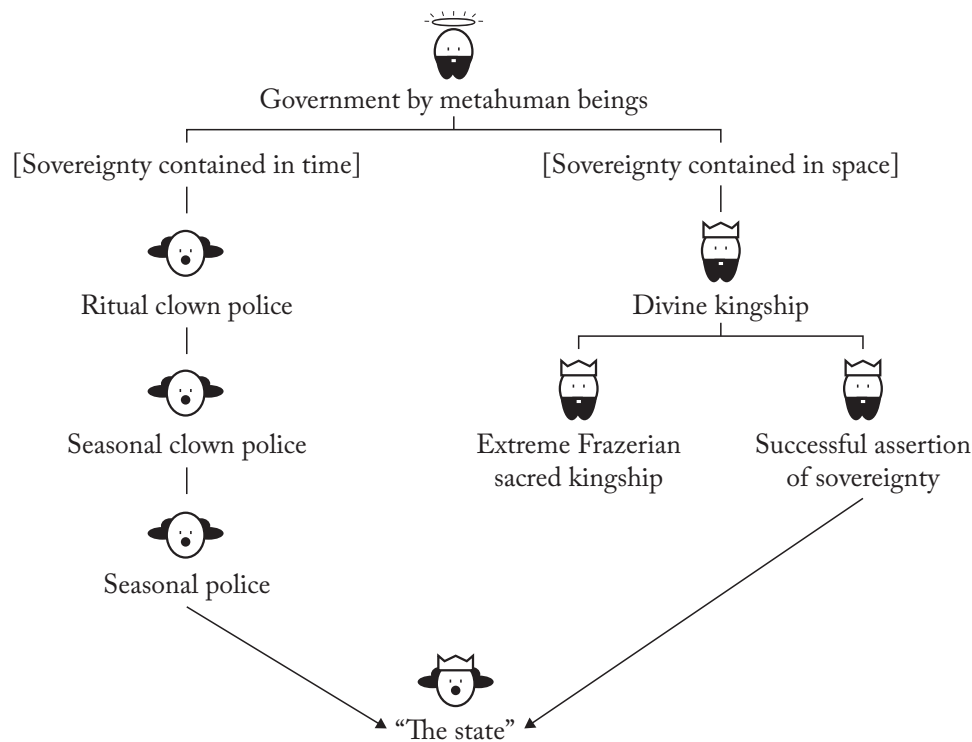 Government by metahuman beings
[Sovereignty contained in time]
[Sovereignty contained in space]
Ritual clown police
Divine kingship
Seasonal clown police
Extreme Frazerian
sacred kingship
Successful assertion
of sovereignty
Seasonal police
“The state”